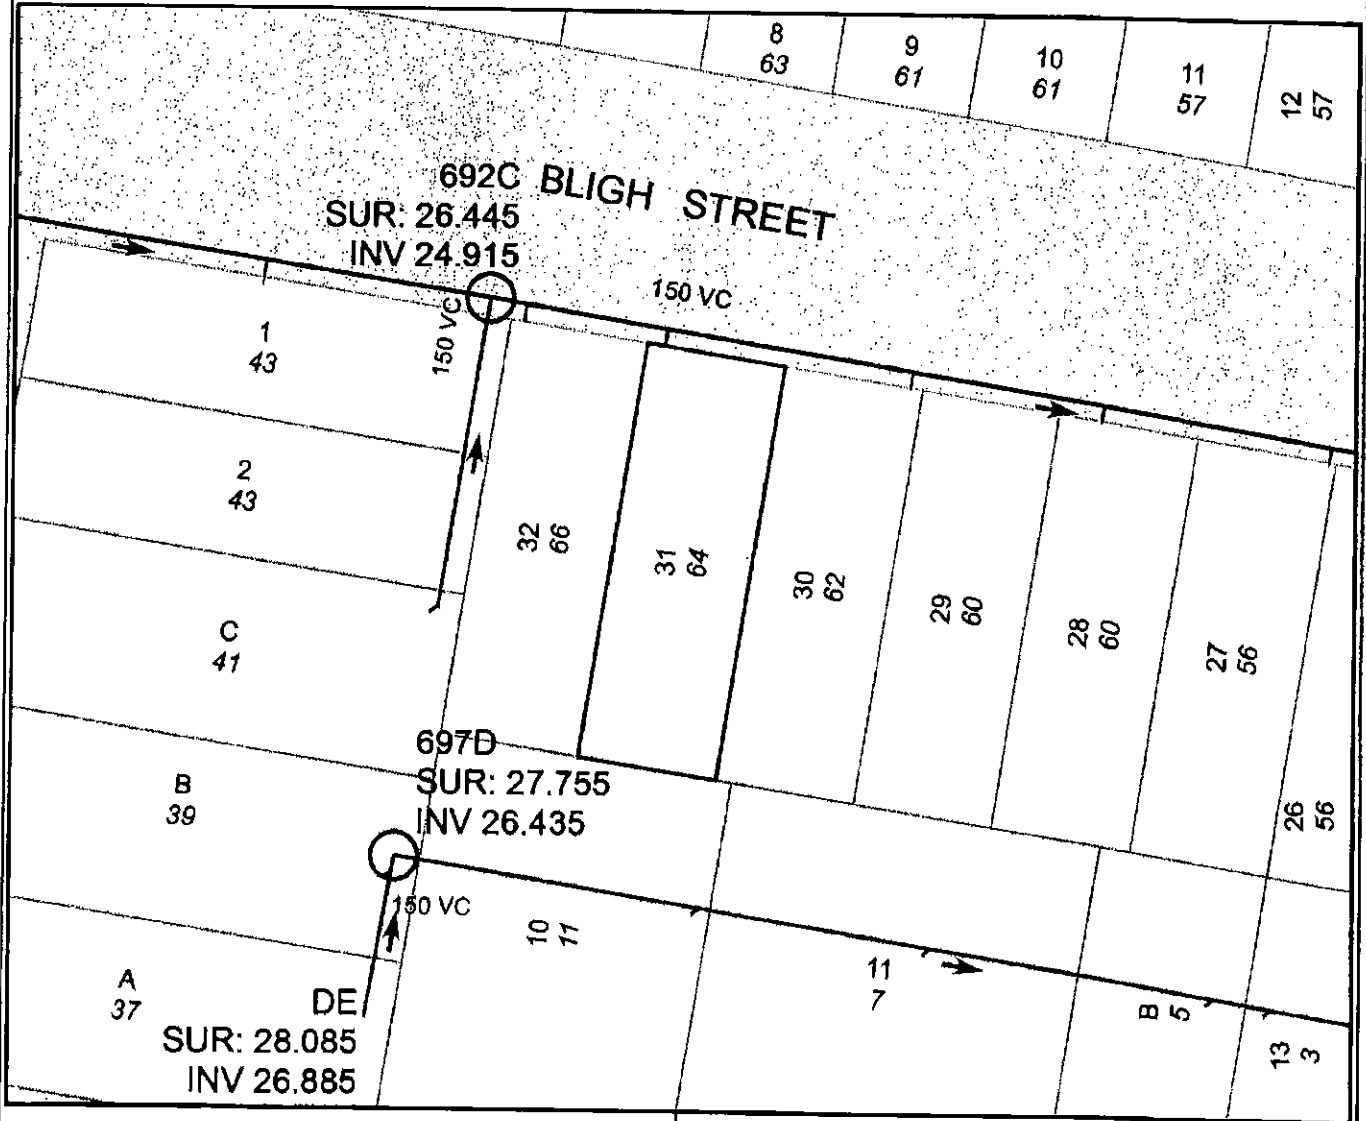 8
63
9
61
10
61
11
57
12
57
692C
SUR: 26.445
INV 24.915
BLIGH STREET
150 VC
150 VC
1
43
2
43
C
41
B
39
A
37
32
66
31
64
30
62
29
60
28
60
27
56
26
56
697D
SUR: 27.755
INV 26.435
150 VC
DE
SUR: 28.085
INV 26.885
10
11
11
7
B
5
13
3